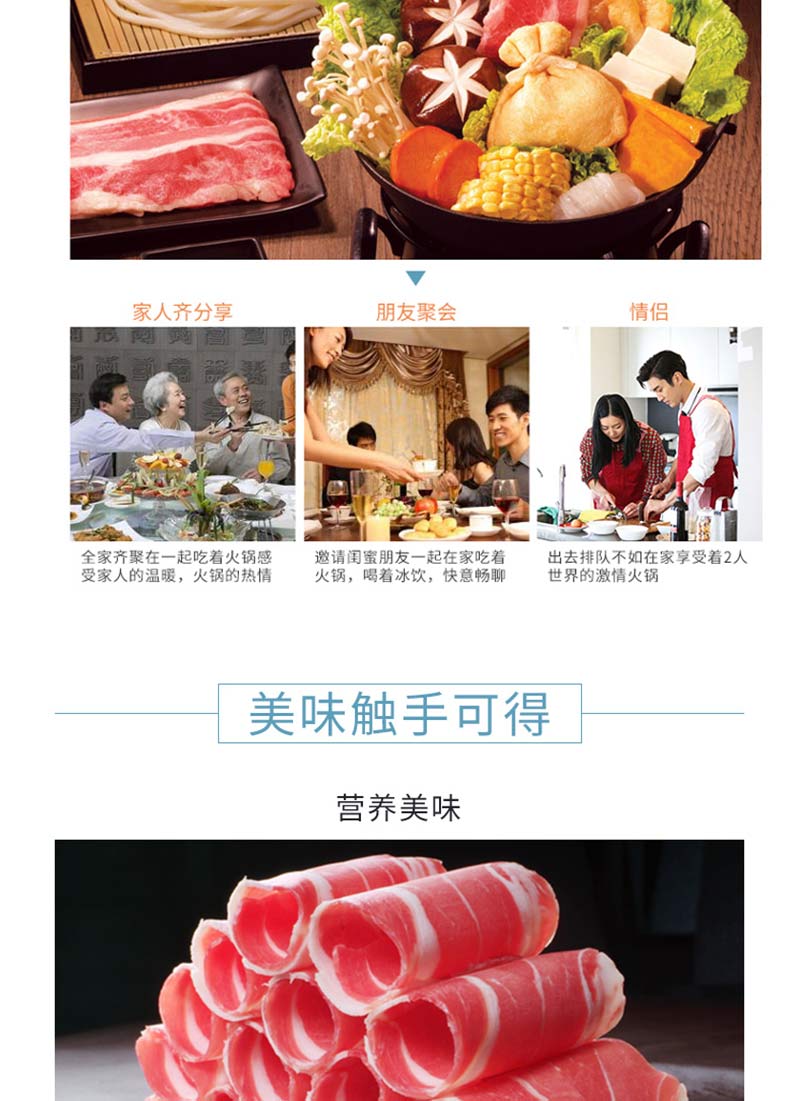 家人齐分享
朋友聚会
情侣
全家齐聚在一起吃着火锅感
受家人的温暖，火锅的热情
邀请闺蜜朋友一起在家吃着
火锅，喝着冰饮，快意畅聊
出去排队不如在家享受着2人
世界的激情火锅
美味触手可得
营养美味